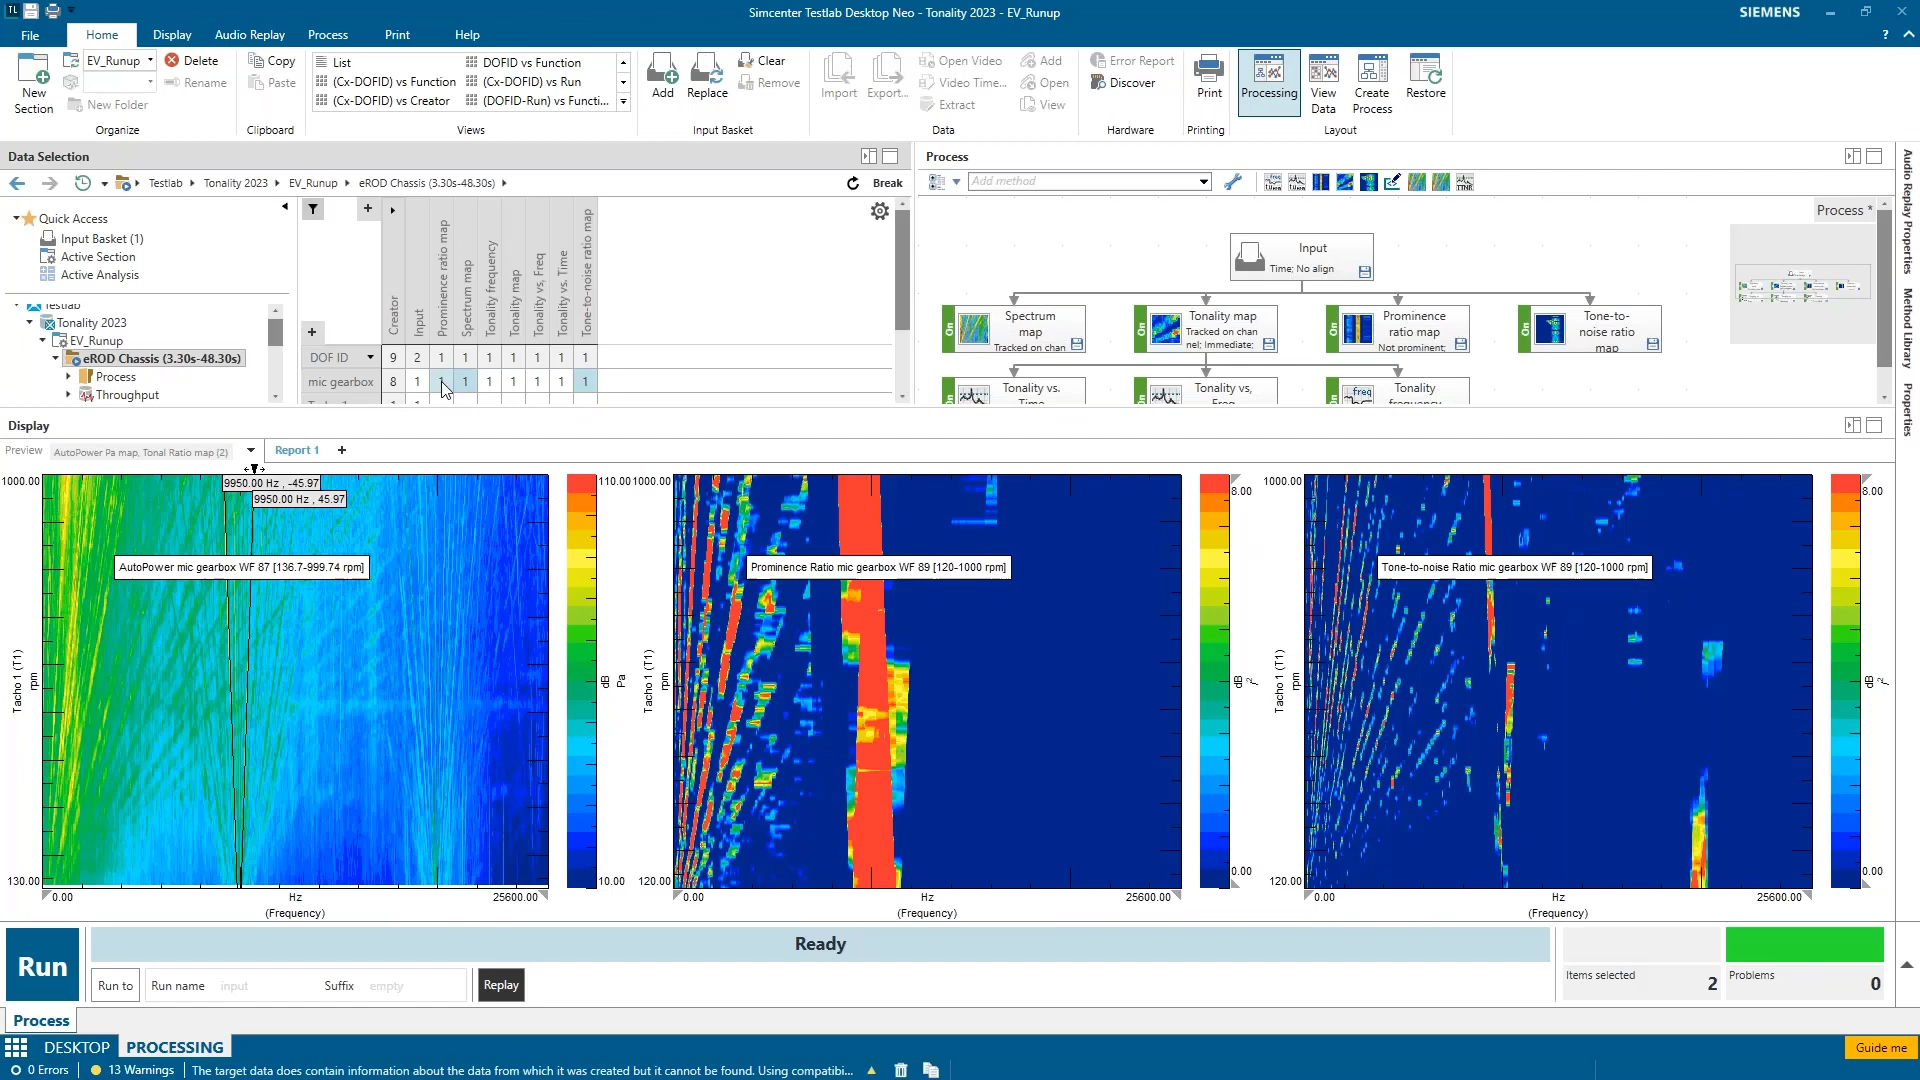 TL
Simcenter Testlab Desktop Neo - Tonality 2023 - EV_Runup
SIEMENS
File
Home
Display
Audio Replay
Process
Print
Help
?
New
Section
EV_Runup
Delete
Rename
New Folder
Organize
Copy
Paste
Clipboard
List
(Cx-DOFID) vs Function
(Cx-DOFID) vs Creator
DOFID vs Function
(Cx-DOFID) vs Run
(DOFID-Run) vs Functi...
Views
Add
Replace
Clear
Remove
Input Basket
Import
Export...
Open Video
Video Time...
Extract
Add
Open
View
Data
Error Report
Discover
Hardware
Print
Printing
Processing
View
Data
Create
Process
Restore
Layout
Data Selection
Testlab
Tonality 2023
EV_Runup
eROD Chassis (3.30s-48.30s)
Break
Quick Access
Input Basket (1)
Active Section
Active Analysis
Testlab
Tonality 2023
EV_Runup
eROD Chassis (3.30s-48.30s)
Process
Throughput
Creator
Input
Prominence ratio map
Spectrum map
Tonality frequency
Tonality map
Tonality vs, Freq
Tonality vs. Time
Tone-to-noise ratio map
DOF ID 9 2 1 1 1 1 1 1 1
mic gearbox 8 1 1 1 1 1 1 1 1
Process
Add method
Process *
Input
Time; No align
On
Spectrum
map
Tracked on chan
On
Tonality map
Tracked on chan
nel; Immediate;
On
Prominence
ratio map
Not prominent;
On
Tone-to-
noise ratio
map
Tonality vs.
Time
Tonality vs,
Freq
freq
Tonality
frequency
Audio Replay Properties
Method Library
Properties
Display
Preview
AutoPower Pa map, Tonal Ratio map (2)
Report 1
+
9950.00 Hz , -45.97
9950.00 Hz , 45.97
1000.00
AutoPower mic gearbox WF 87 [136.7-999.74 rpm]
Tacho 1 (T1)
rpm
130.00
0.00
Hz
25600.00
(Frequency)
110.00
dB
Pa
10.00
1000.00
Prominence Ratio mic gearbox WF 89 [120-1000 rpm]
Tacho 1 (T1)
rpm
120.00
0.00
Hz
25600.00
(Frequency)
8.00
dB
0.00
1000.00
Tone-to-noise Ratio mic gearbox WF 89 [120-1000 rpm]
Tacho 1 (T1)
rpm
120.00
0.00
Hz
25600.00
(Frequency)
8.00
dB
0.00
Run
Ready
Run to
Run name
input
Suffix
empty
Replay
Items selected
2
Problems
0
Process
DESKTOP
PROCESSING
Guide me
0 Errors
13 Warnings
The target data does contain information about the data from which it was created but it cannot be found. Using compatibi...